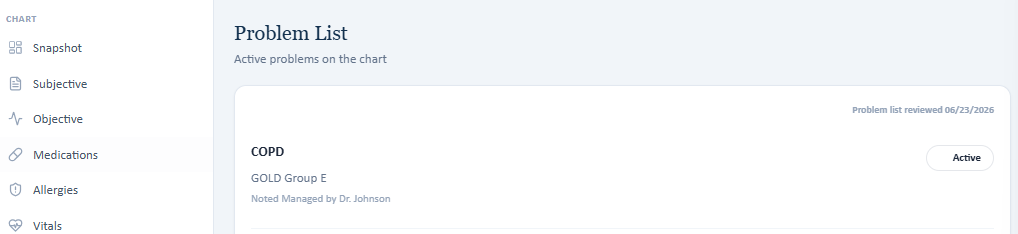 CHART
Snapshot
Subjective
Objective
Medications
Allergies
Vitals
Problem List
Active problems on the chart
Problem list reviewed 06/23/2026
COPD
Active
GOLD Group E
Noted Managed by Dr. Johnson